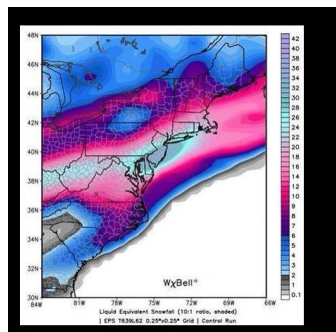 48N
46N
44N
42N
40N
38N
36N
34N
32N
30N
84W 81W 78W 75W 72W 69W 66W
42
40
38
36
34
32
30
28
26
24
22
20
18
16
14
12
10
9
8
7
6
5
4
3
2
1
0.1
WχBell
Liquid Equivalent Snowfall (10:1 ratio, shaded)
| EPS T639L62 0.25°x0.25° Grid | Control Run